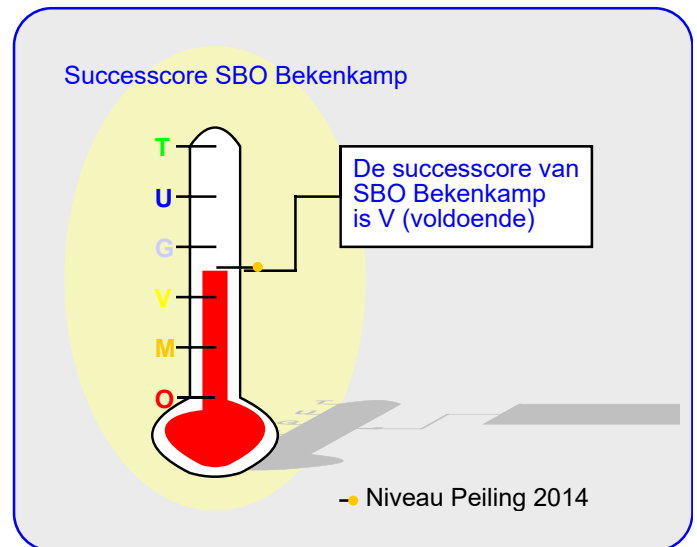 Successcore SBO Bekenkamp
T
U
G
V
M
O
De successcore van
SBO Bekenkamp
is V (voldoende)
T
U
G
Niveau Peiling 2014